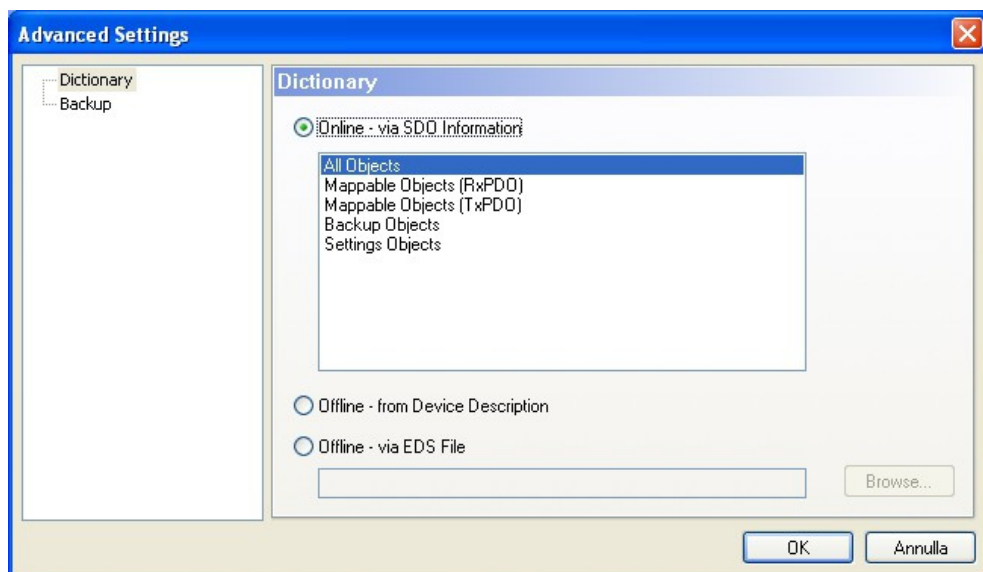 Advanced Settings
Dictionary
Backup
Dictionary
Online - via SDO Information
All Objects
Mappable Objects (RxPDO)
Mappable Objects (TxPDO)
Backup Objects
Settings Objects
Offline - from Device Description
Offline - via EDS File
Browse...
OK
Annulla